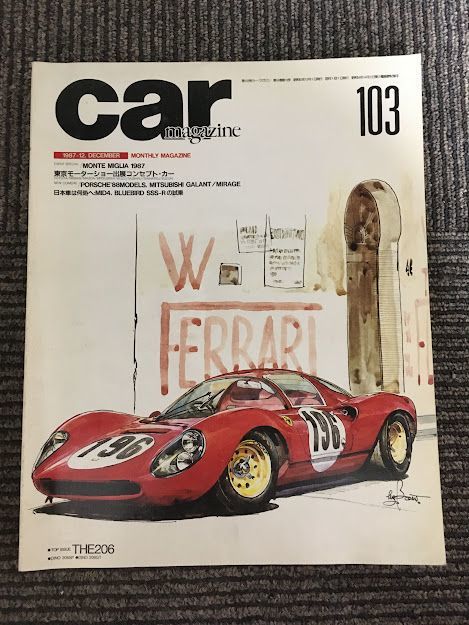 car
magazine
103
1987-12. DECEMBER MONTHLY MAGAZINE
MONTE MIGLIA 1987
東京モーターショー出展コンセプト・カー
PORSCHE'88MODELS. MITSUBISHI GALANT/MIRAGE
日本車は何処へMID4. BLUEBIRD SSS-Rの試乗
W
FERRARI
196
196
●TOP ISSUE THE206